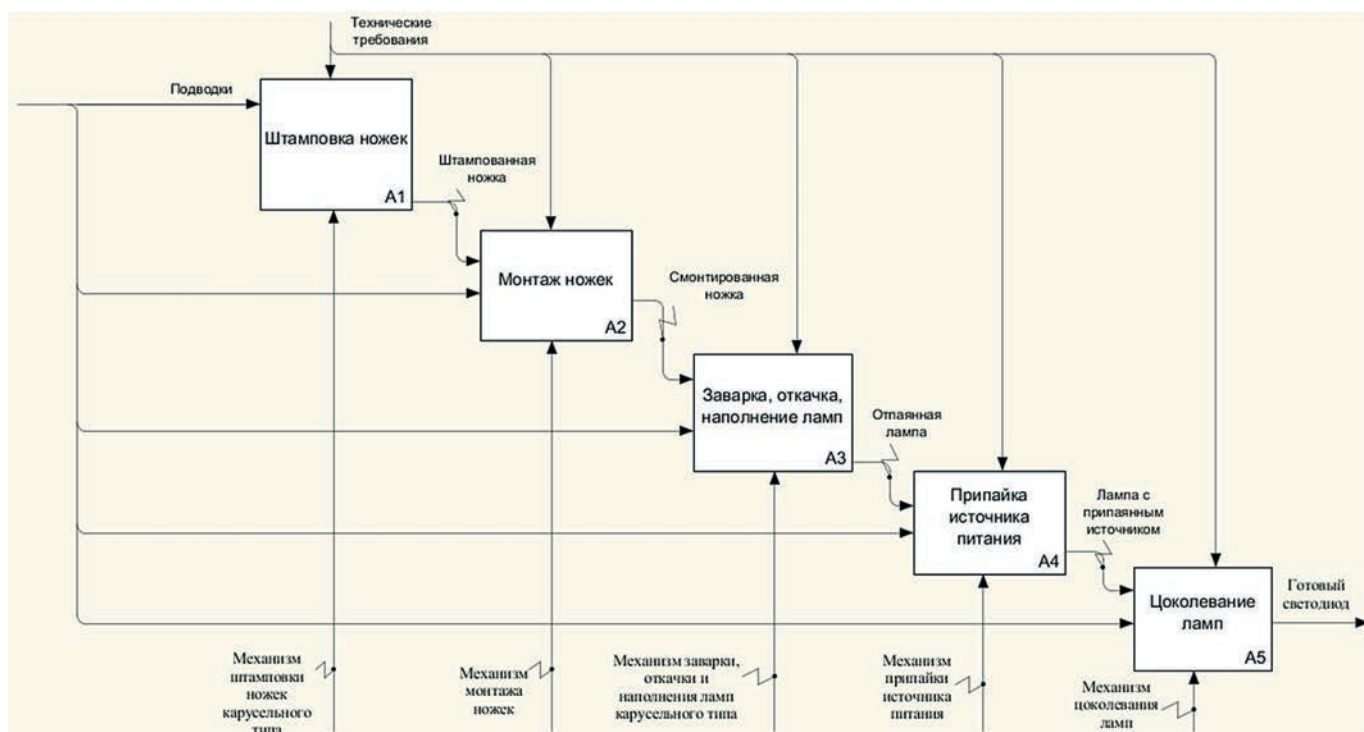 Технические
требования
Подводки
Штамповка ножек
A1
Штампованная
ножка
Монтаж ножек
A2
Смонтированная
ножка
Заварка, откачка,
наполнение ламп
A3
Отпаянная
лампа
Припайка
источника
питания
A4
Лампа с
припаянным
источником
Цоколевание
ламп
A5
Готовый
светодиод
Механизм
штамповки
ножек
карусельного
типа
Механизм
монтажа
ножек
Механизм заварки,
откачки и
наполнения ламп
карусельного типа
Механизм
припайки
источника
питания
Механизм
цоколевания
ламп